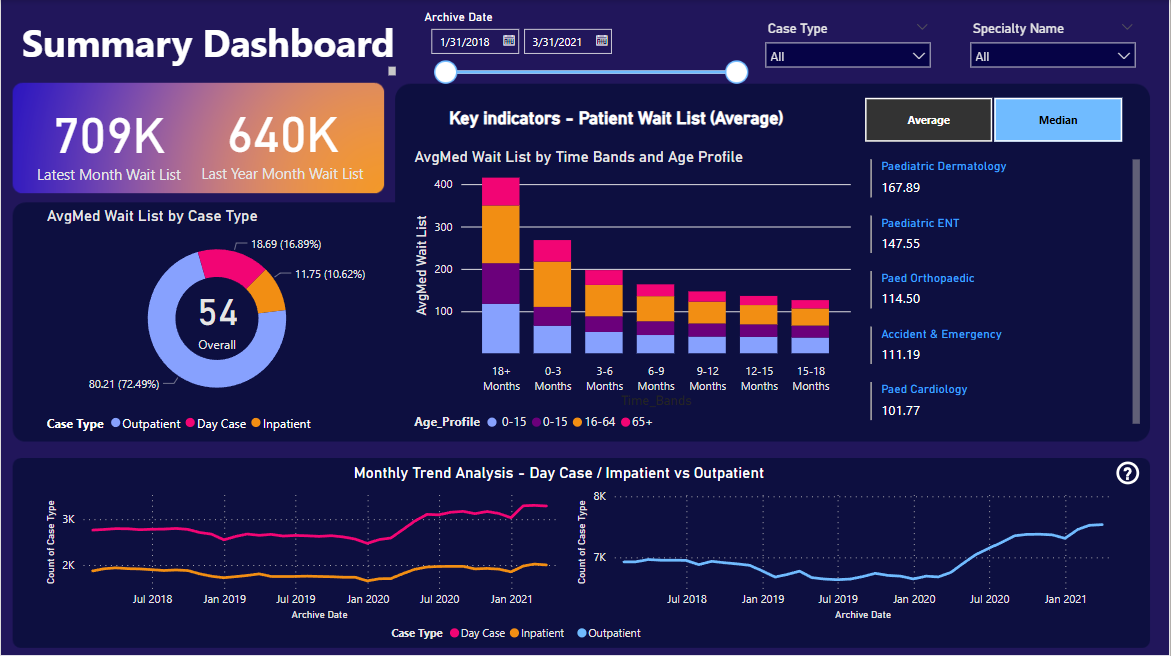 Summary Dashboard
Archive Date
1/31/2018
3/31/2021
Case Type
All
Specialty Name
All
709K
Latest Month Wait List
640K
Last Year Month Wait List
Key indicators - Patient Wait List (Average)
Average
Median
AvgMed Wait List by Case Type
18.69 (16.89%)
11.75 (10.62%)
54
Overall
80.21 (72.49%)
Case Type Outpatient Day Case Inpatient
AvgMed Wait List by Time Bands and Age Profile
AvgMed Wait List
400
300
200
100
18+ Months
0-3 Months
3-6 Months
6-9 Months
9-12 Months
12-15 Months
15-18 Months
Time_Bands
Age_Profile 0-15 0-15 16-64 65+
Paediatric Dermatology
167.89
Paediatric ENT
147.55
Paed Orthopaedic
114.50
Accident & Emergency
111.19
Paed Cardiology
101.77
Monthly Trend Analysis - Day Case / Impatient vs Outpatient
?
Count of Case Type
3K
2K
Jul 2018 Jan 2019 Jul 2019 Jan 2020 Jul 2020 Jan 2021
Archive Date
Count of Case Type
8K
7K
Jul 2018 Jan 2019 Jul 2019 Jan 2020 Jul 2020 Jan 2021
Archive Date
Case Type Day Case Inpatient Outpatient